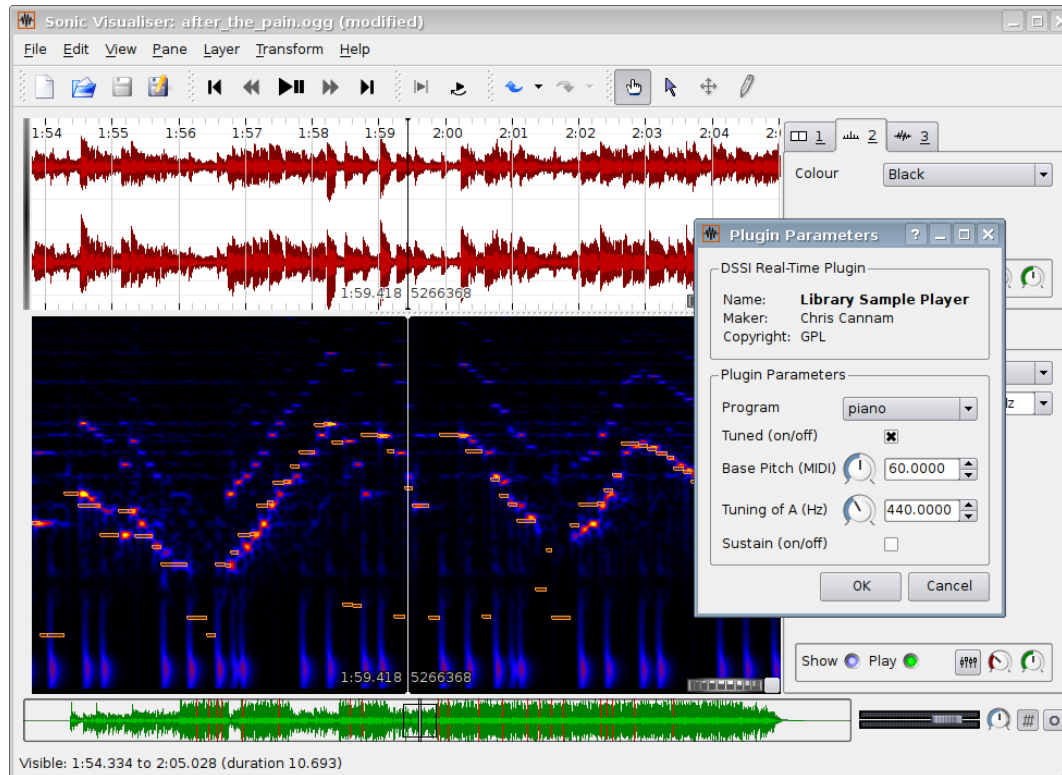 Sonic Visualiser: after_the_pain.ogg (modified)
File Edit View Pane Layer Transform Help
1:54 1:55 1:56 1:57 1:58 1:59 2:00 2:01 2:02 2:03 2:04
1 2 3
Colour Black
1:59.418 5266368
Plugin Parameters ?
DSSI Real-Time Plugin
Name: Library Sample Player
Maker: Chris Cannam
Copyright: GPL
Plugin Parameters
Program piano
Tuned (on/off)
Base Pitch (MIDI) 60.0000
Tuning of A (Hz) 440.0000
Sustain (on/off)
OK Cancel
1:59.418 5266368
Show Play
#
Visible: 1:54.334 to 2:05.028 (duration 10.693)